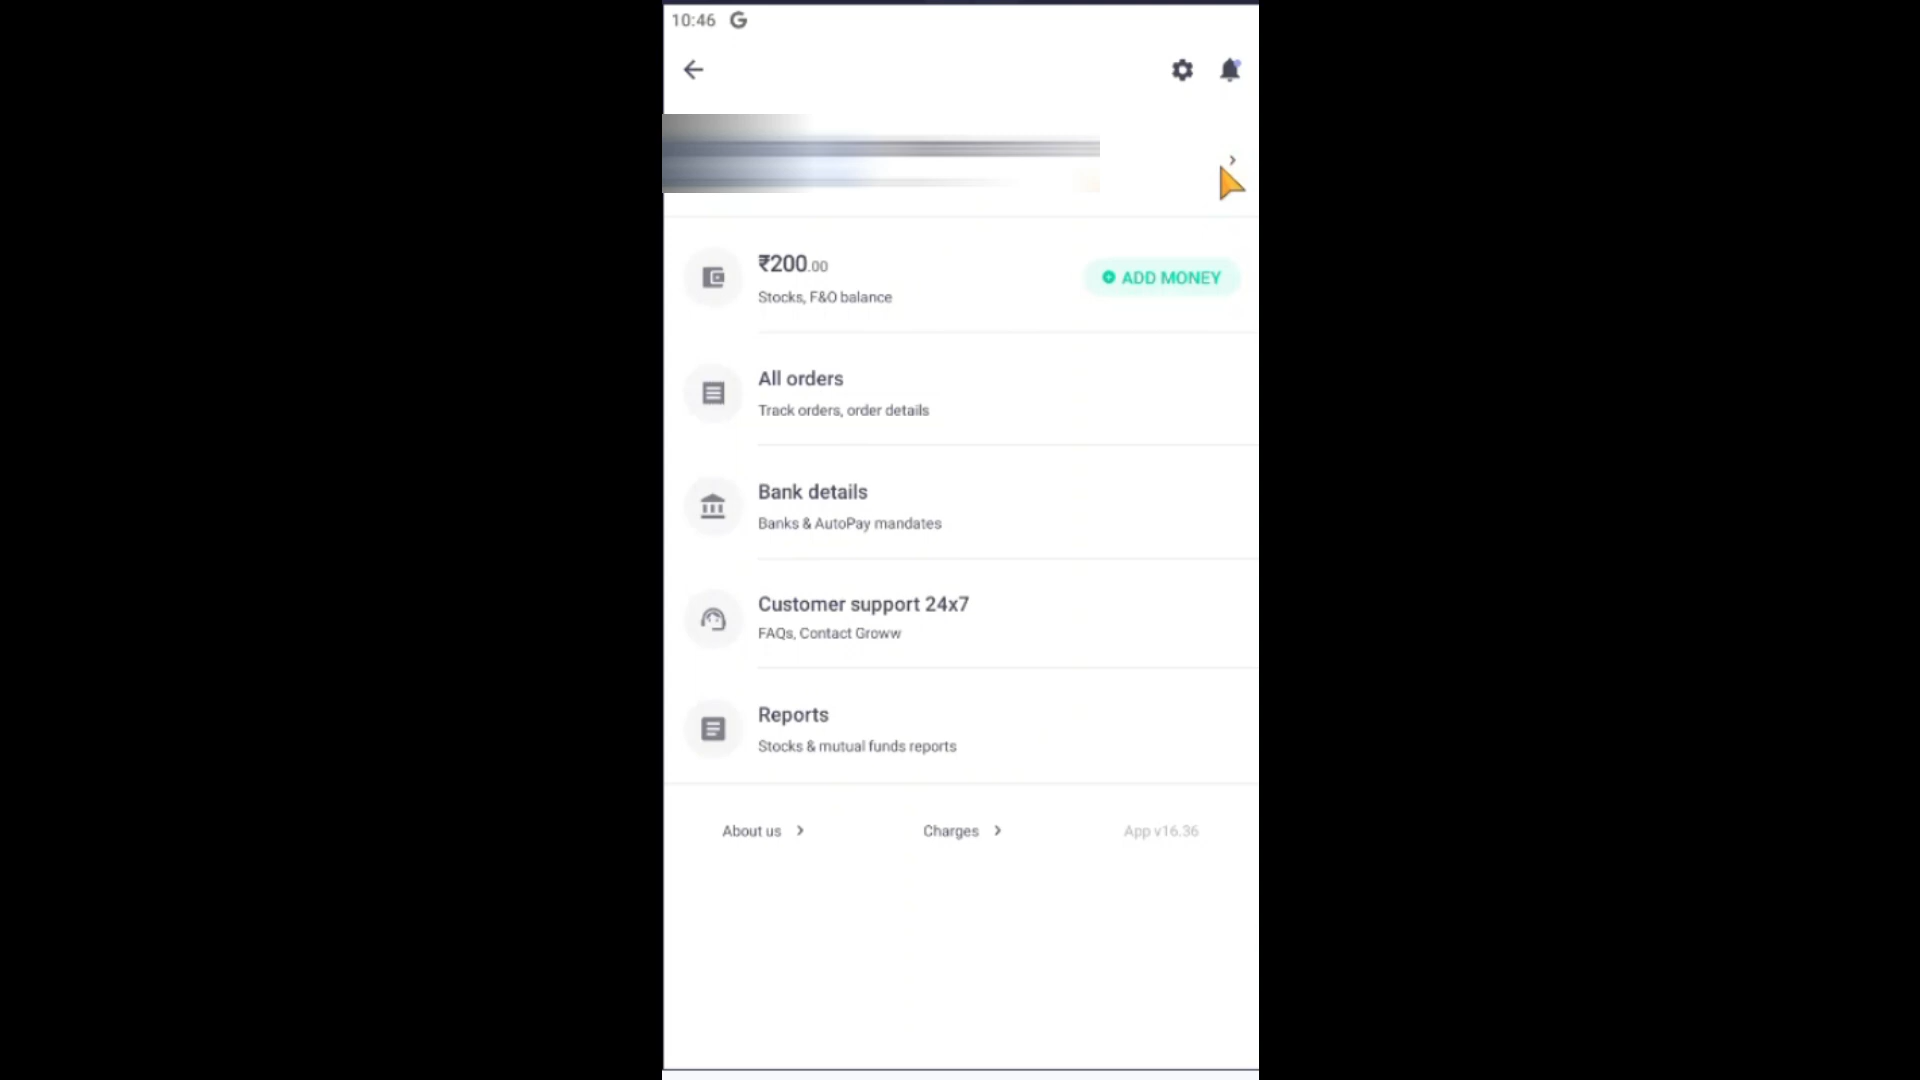 10:46 G
₹200.00
Stocks, F&O balance
ADD MONEY
All orders
Track orders, order details
Bank details
Banks & AutoPay mandates
Customer support 24x7
FAQs, Contact Groww
Reports
Stocks & mutual funds reports
About us
Charges
App v16.36